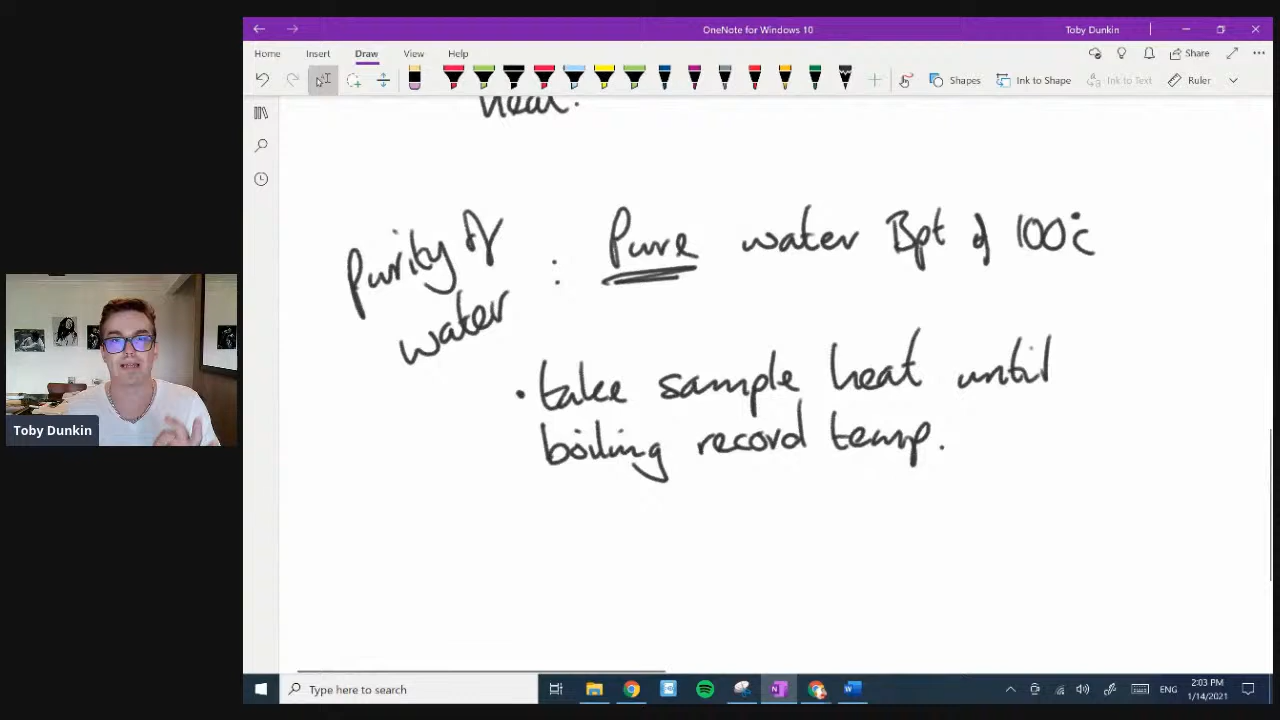 OneNote for Windows 10
Toby Dunkin
Home Insert Draw View Help
Share
Shapes
Ink to Shape
Ink to Text
Ruler
heat.
Purity of : Pure water Bpt of 100°c
water
• take sample heat until
boiling record temp.
Toby Dunkin
Type here to search
ENG
2:03 PM
1/14/2021